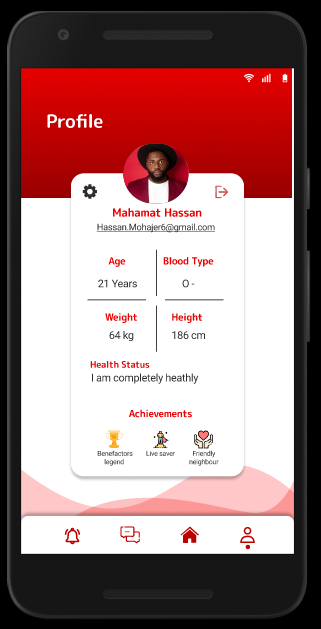 Profile
Mahamat Hassan
Hassan.Mohajer6@gmail.com
Age
Blood Type
21 Years
O -
Weight
Height
64 kg
186 cm
Health Status
I am completely heathly
Achievements
Benefactors
legend
Live saver
Friendly
neighbour